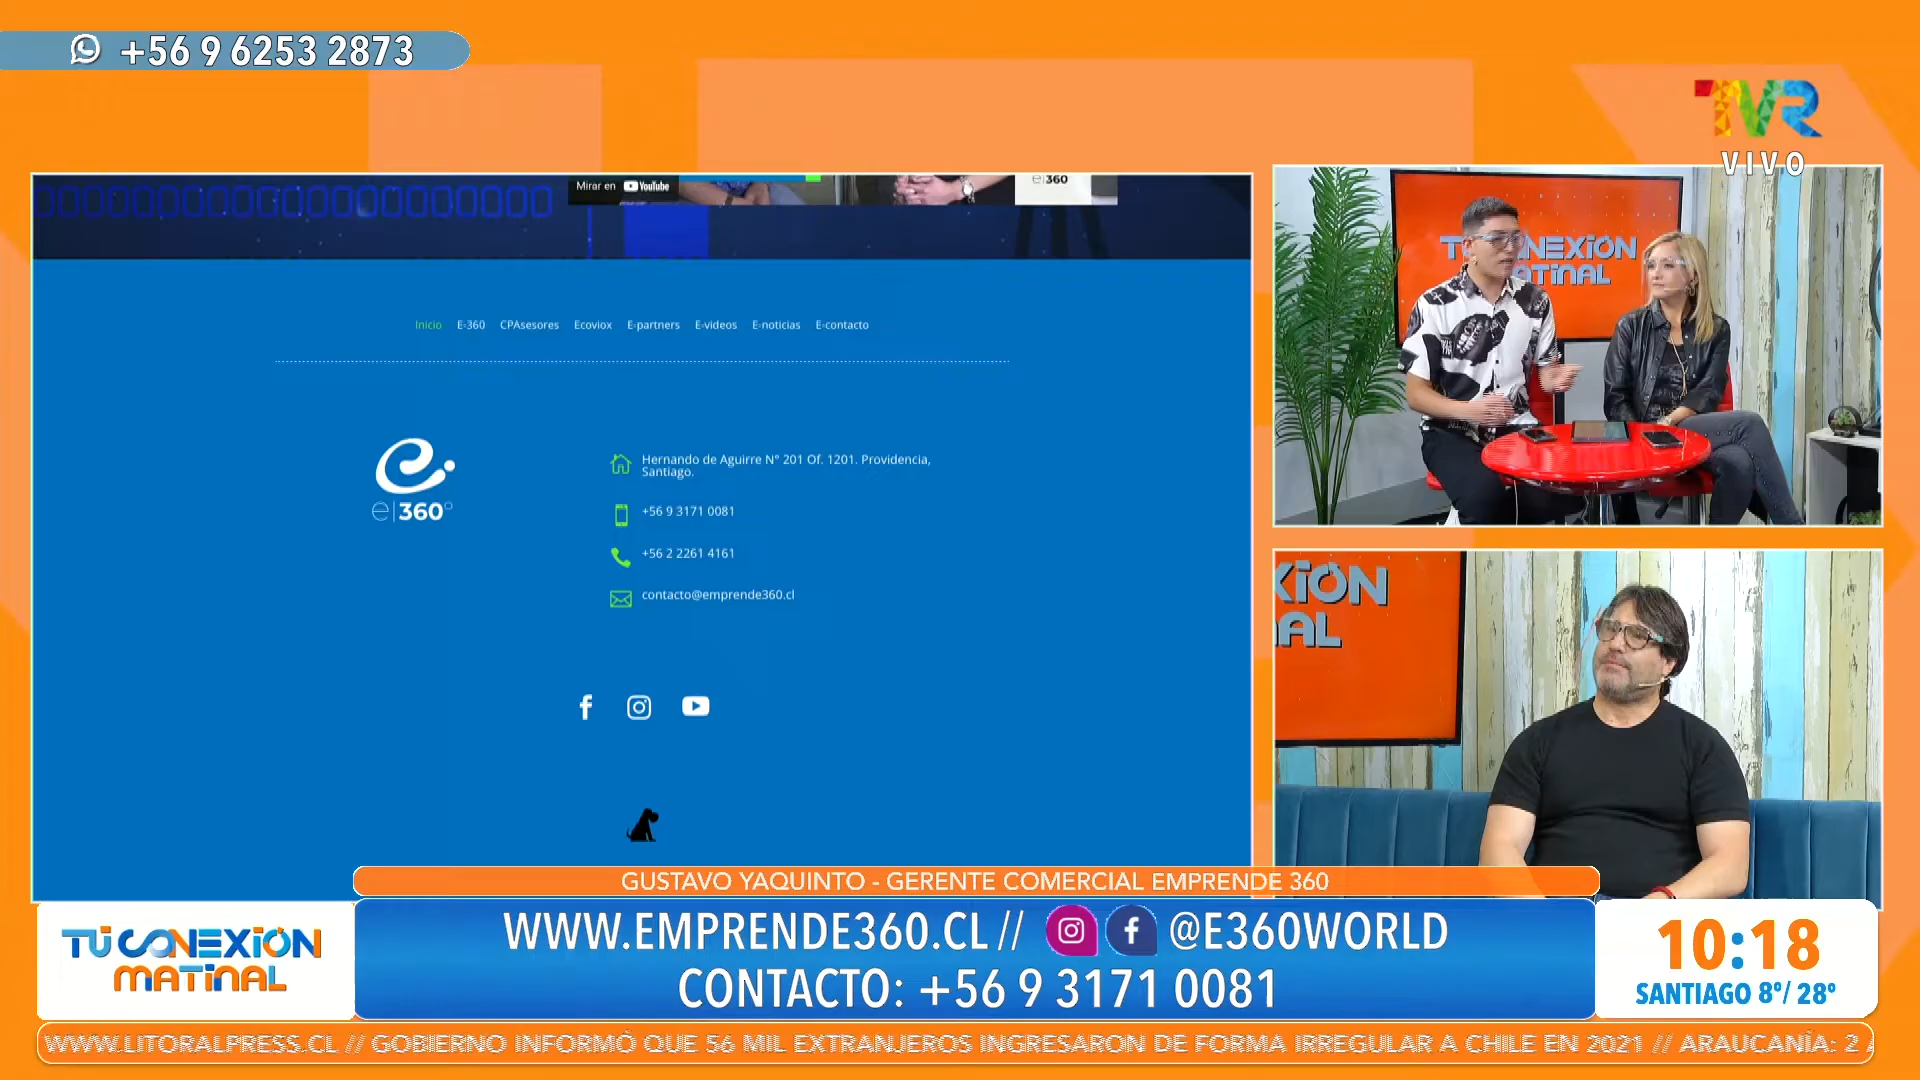 +56 9 6253 2873
TVR
VIVO
Mirar en YouTube
e|360
Inicio E-360 CPAsesores Ecoviox E-partners E-videos E-noticias E-contacto
e|360°
Hernando de Aguirre N° 201 Of. 1201. Providencia,
Santiago.
+56 9 3171 0081
+56 2 2261 4161
contacto@emprende360.cl
CONEXIÓN
MATINAL
XIÓN
AL
GUSTAVO YAQUINTO - GERENTE COMERCIAL EMPRENDE 360
WWW.EMPRENDE360.CL // @E360WORLD
CONTACTO: +56 9 3171 0081
TÚ CONEXIÓN
MATINAL
10:18
SANTIAGO 8°/ 28°
WWW.LITORALPRESS.CL // GOBIERNO INFORMÓ QUE 56 MIL EXTRANJEROS INGRESARON DE FORMA IRREGULAR A CHILE EN 2021 // ARAUCANÍA: 2